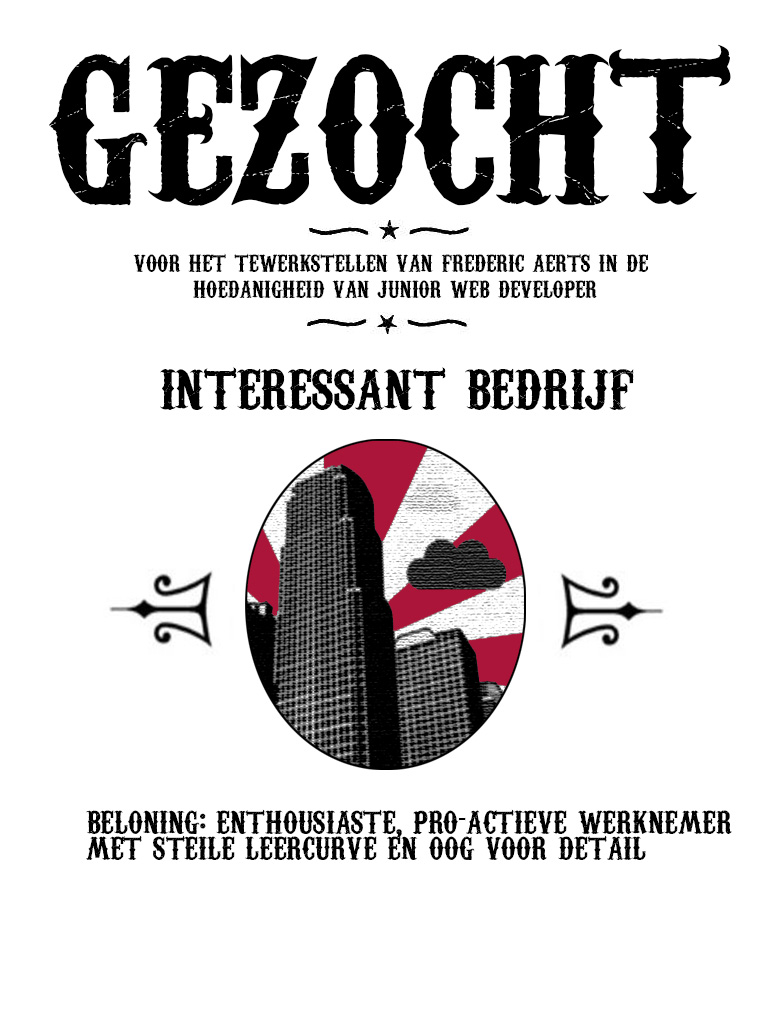 GEZOCHT
VOOR HET TEWERKSTELLEN VAN FREDERIC AERTS IN DE
HOEDANIGHEID VAN JUNIOR WEB DEVELOPER
INTERESSANT BEDRIJF
BELONING: ENTHOUSIASTE, PRO-ACTIEVE WERKNEMER
MET STEILE LEERCURVE EN OOG VOOR DETAIL